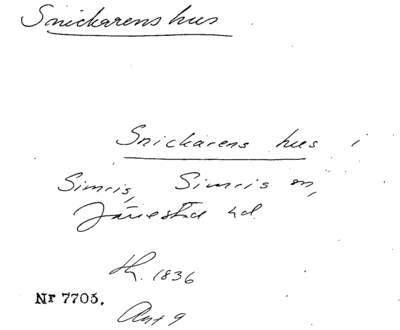 Snickarens hus
Snickarens hus i
Simris, Simris sn,
Järrestad hd.
1836
Nr 7705.
Ant 9